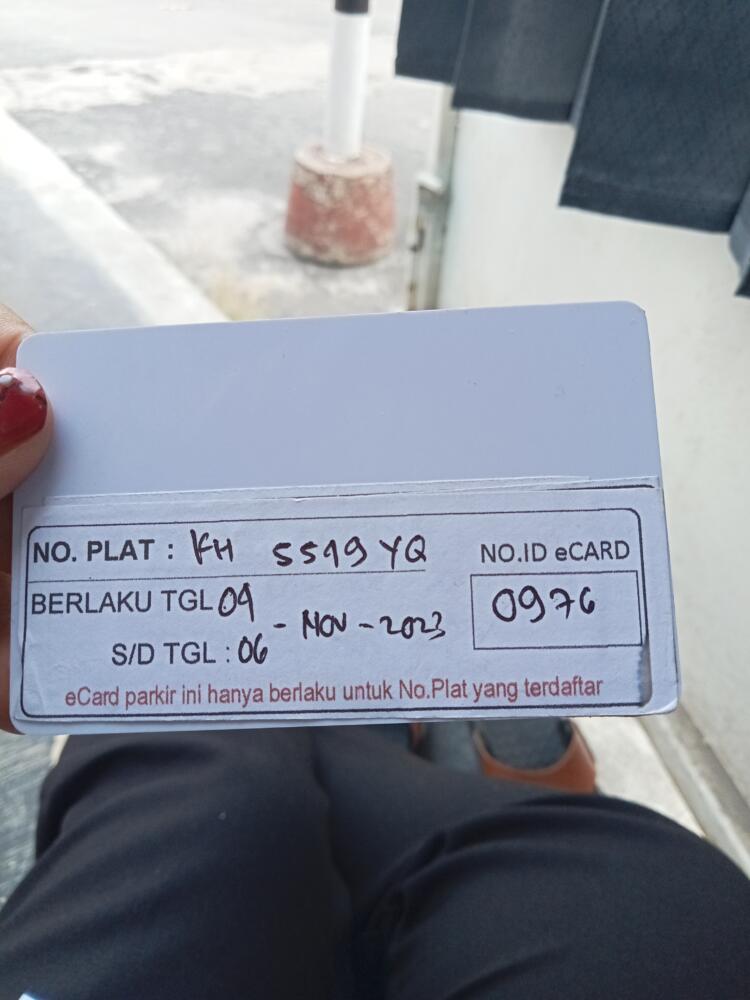 NO. PLAT : KH 5519 YQ
NO.ID eCARD
BERLAKU TGL 04
0976
- NOV - 2023
S/D TGL : 06
eCard parkir ini hanya berlaku untuk No.Plat yang terdaftar